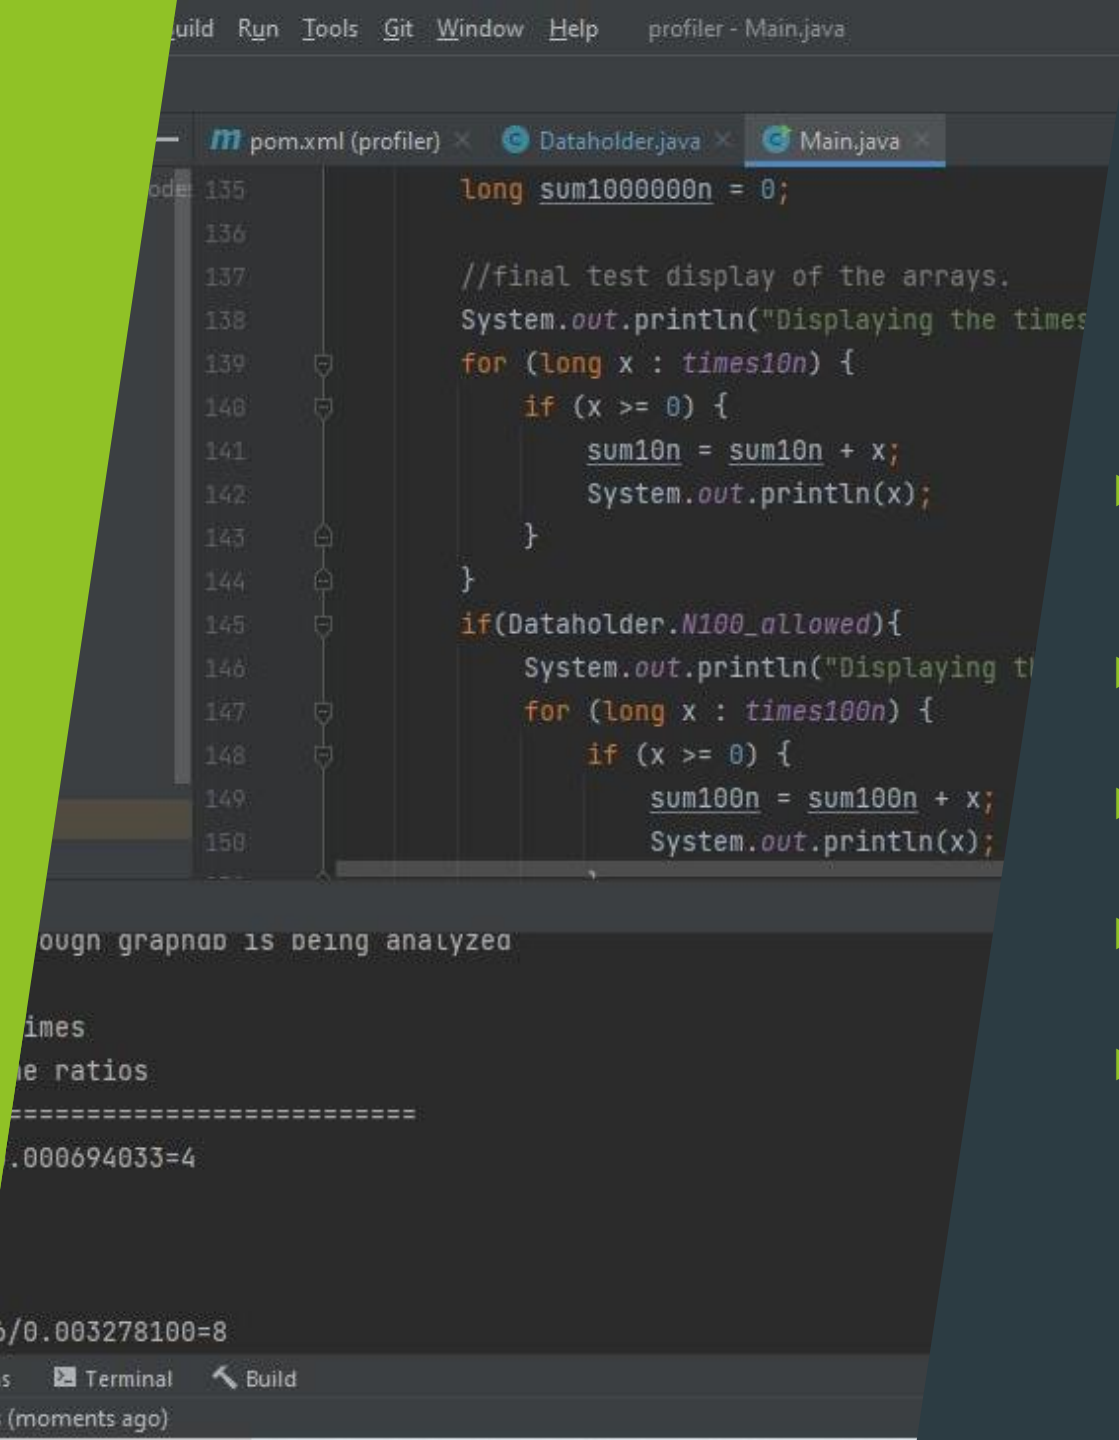 Run Tools Git Window Help profiler - Main.java
pom.xml (profiler) Dataholder.java Main.java
135 long sum1000000n = 0;
136
137 //final test display of the arrays.
138 System.out.println("Displaying the times
139 for (long x : times10n) {
140 if (x >= 0) {
141 sum10n = sum10n + x;
142 System.out.println(x);
143 }
144 }
145 if(Dataholder.N100_allowed){
146 System.out.println("Displaying th
147 for (long x : times100n) {
148 if (x >= 0) {
149 sum100n = sum100n + x;
150 System.out.println(x);
ough graphdb is being analyzed
imes
e ratios
==========================
.000694033=4
/0.003278100=8
s Terminal Build
(moments ago)